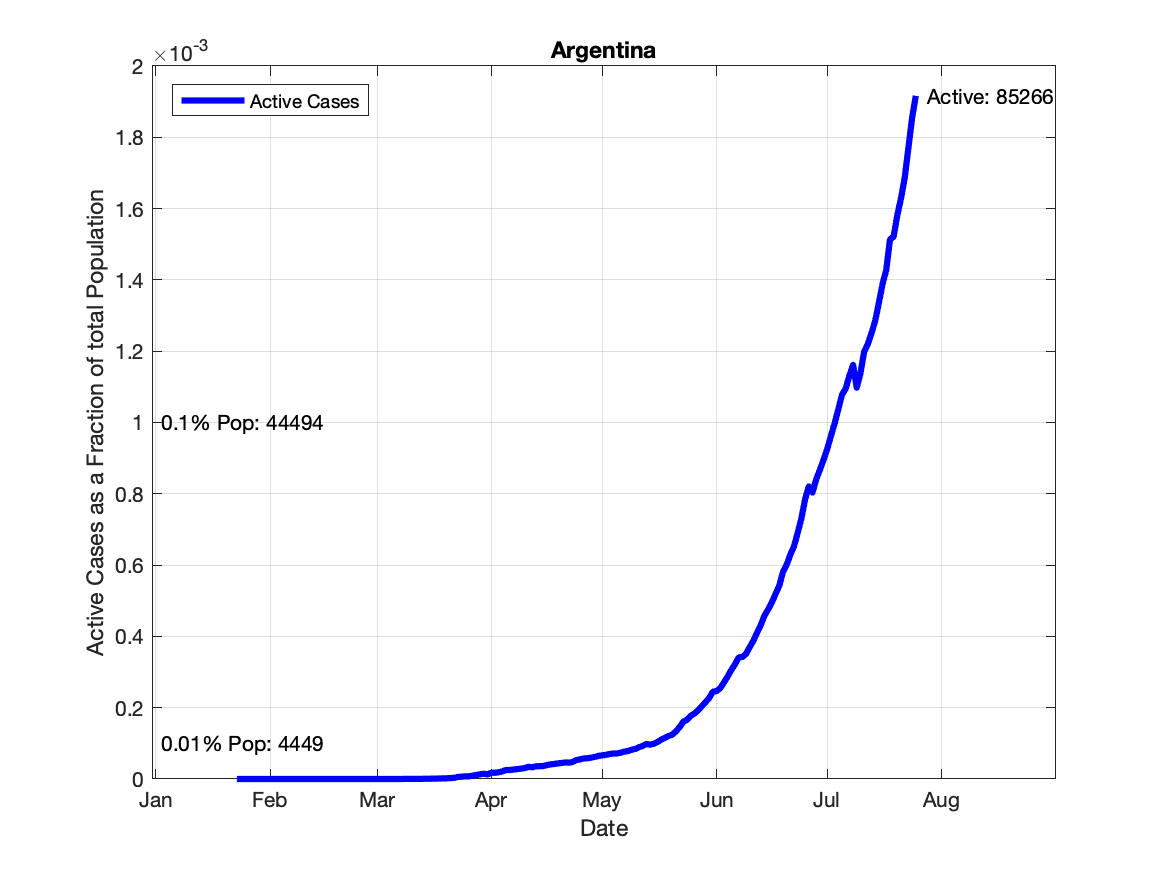 Argentina
×10-3
2
1.8
1.6
1.4
1.2
1
0.8
0.6
0.4
0.2
0
Active Cases as a Fraction of total Population
Active Cases
Active: 85266
0.1% Pop: 44494
0.01% Pop: 4449
Jan Feb Mar Apr May Jun Jul Aug
Date